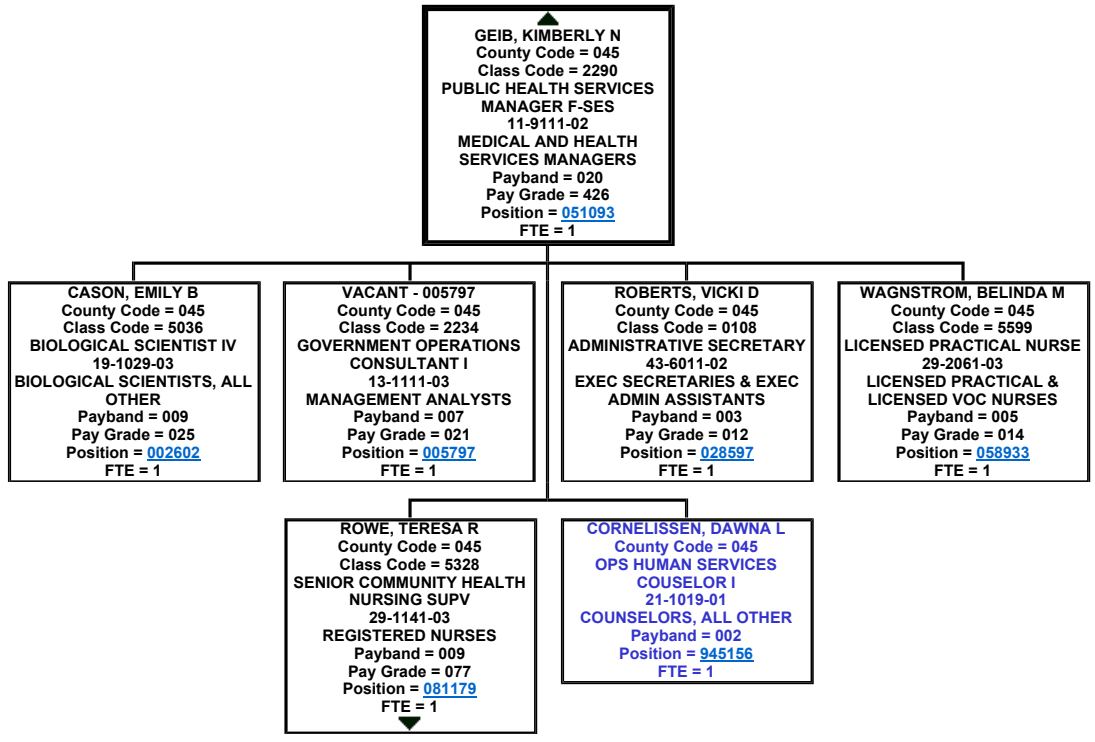 GEIB, KIMBERLY N
County Code = 045
Class Code = 2290
PUBLIC HEALTH SERVICES
MANAGER F-SES
11-9111-02
MEDICAL AND HEALTH
SERVICES MANAGERS
Payband = 020
Pay Grade = 426
Position = 051093
FTE = 1
CASON, EMILY B
County Code = 045
Class Code = 5036
BIOLOGICAL SCIENTIST IV
19-1029-03
BIOLOGICAL SCIENTISTS, ALL
OTHER
Payband = 009
Pay Grade = 025
Position = 002602
FTE = 1
VACANT - 005797
County Code = 045
Class Code = 2234
GOVERNMENT OPERATIONS
CONSULTANT I
13-1111-03
MANAGEMENT ANALYSTS
Payband = 007
Pay Grade = 021
Position = 005797
FTE = 1
ROBERTS, VICKI D
County Code = 045
Class Code = 0108
ADMINISTRATIVE SECRETARY
43-6011-02
EXEC SECRETARIES & EXEC
ADMIN ASSISTANTS
Payband = 003
Pay Grade = 012
Position = 028597
FTE = 1
WAGNSTROM, BELINDA M
County Code = 045
Class Code = 5599
LICENSED PRACTICAL NURSE
29-2061-03
LICENSED PRACTICAL &
LICENSED VOC NURSES
Payband = 005
Pay Grade = 014
Position = 058933
FTE = 1
ROWE, TERESA R
County Code = 045
Class Code = 5328
SENIOR COMMUNITY HEALTH
NURSING SUPV
29-1141-03
REGISTERED NURSES
Payband = 009
Pay Grade = 077
Position = 081179
FTE = 1
CORNELISSEN, DAWNA L
County Code = 045
OPS HUMAN SERVICES
COUSELOR I
21-1019-01
COUNSELORS, ALL OTHER
Payband = 002
Position = 945156
FTE = 1